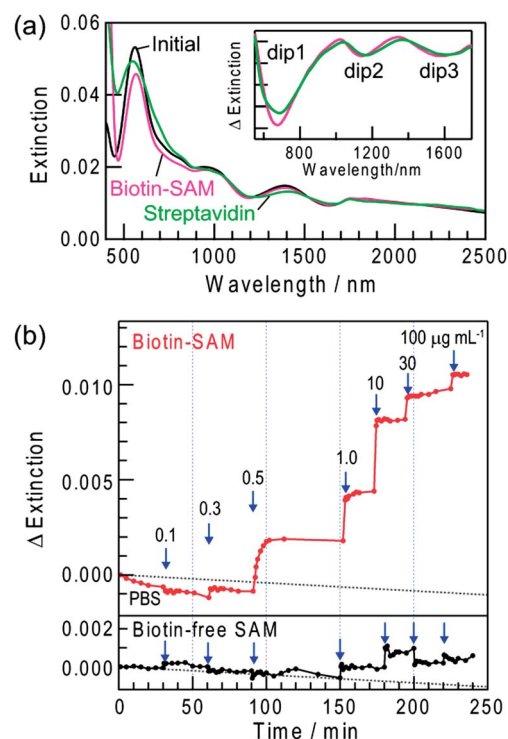 (a)
0.06
0.04
0.02
0.00
Extinction
Initial
Biotin-SAM
Streptavidin
500 1000 1500 2000 2500
Wavelength / nm
Δ Extinction
dip1
dip2
dip3
800 1200 1600
Wavelength/nm
(b)
Biotin-SAM
100 µg mL-1
30
10
1.0
0.5
0.3
0.1
0.010
0.005
0.000
Δ Extinction
PBS
Biotin-free SAM
0.002
0.000
0 50 100 150 200 250
Time / min